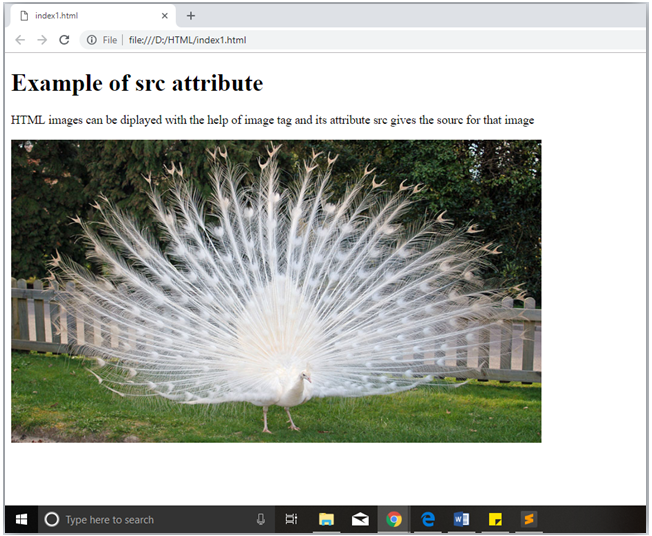 index1.html
File
file:///D:/HTML/index1.html
Example of src attribute
HTML images can be diplayed with the help of image tag and its attribute src gives the sourc for that image
Type here to search